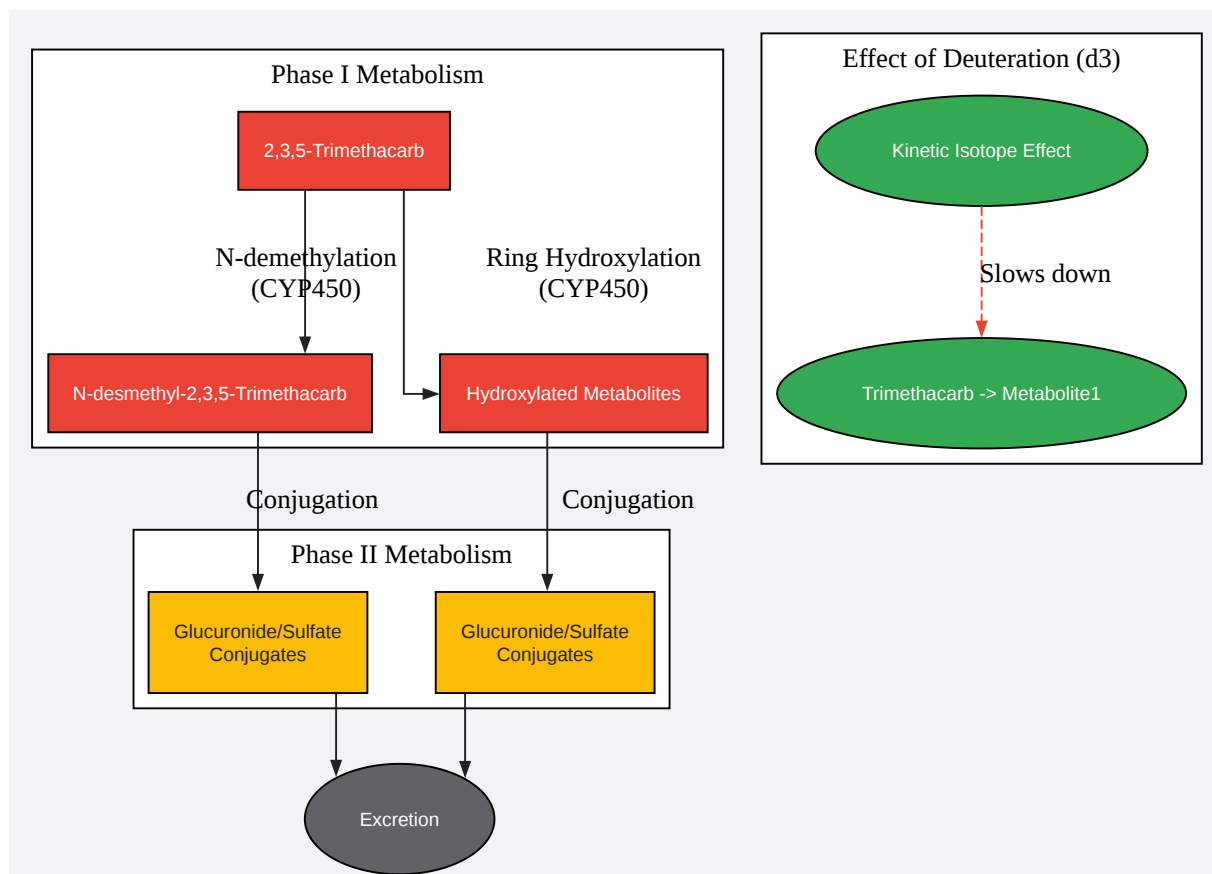 Phase I Metabolism
2,3,5-Trimethacarb
N-demethylation
(CYP450)
Ring Hydroxylation
(CYP450)
N-desmethyl-2,3,5-Trimethacarb
Hydroxylated Metabolites
Conjugation
Conjugation
Phase II Metabolism
Glucuronide/Sulfate
Conjugates
Glucuronide/Sulfate
Conjugates
Excretion
Effect of Deuteration (d3)
Kinetic Isotope Effect
Slows down
Trimethacarb -> Metabolite1